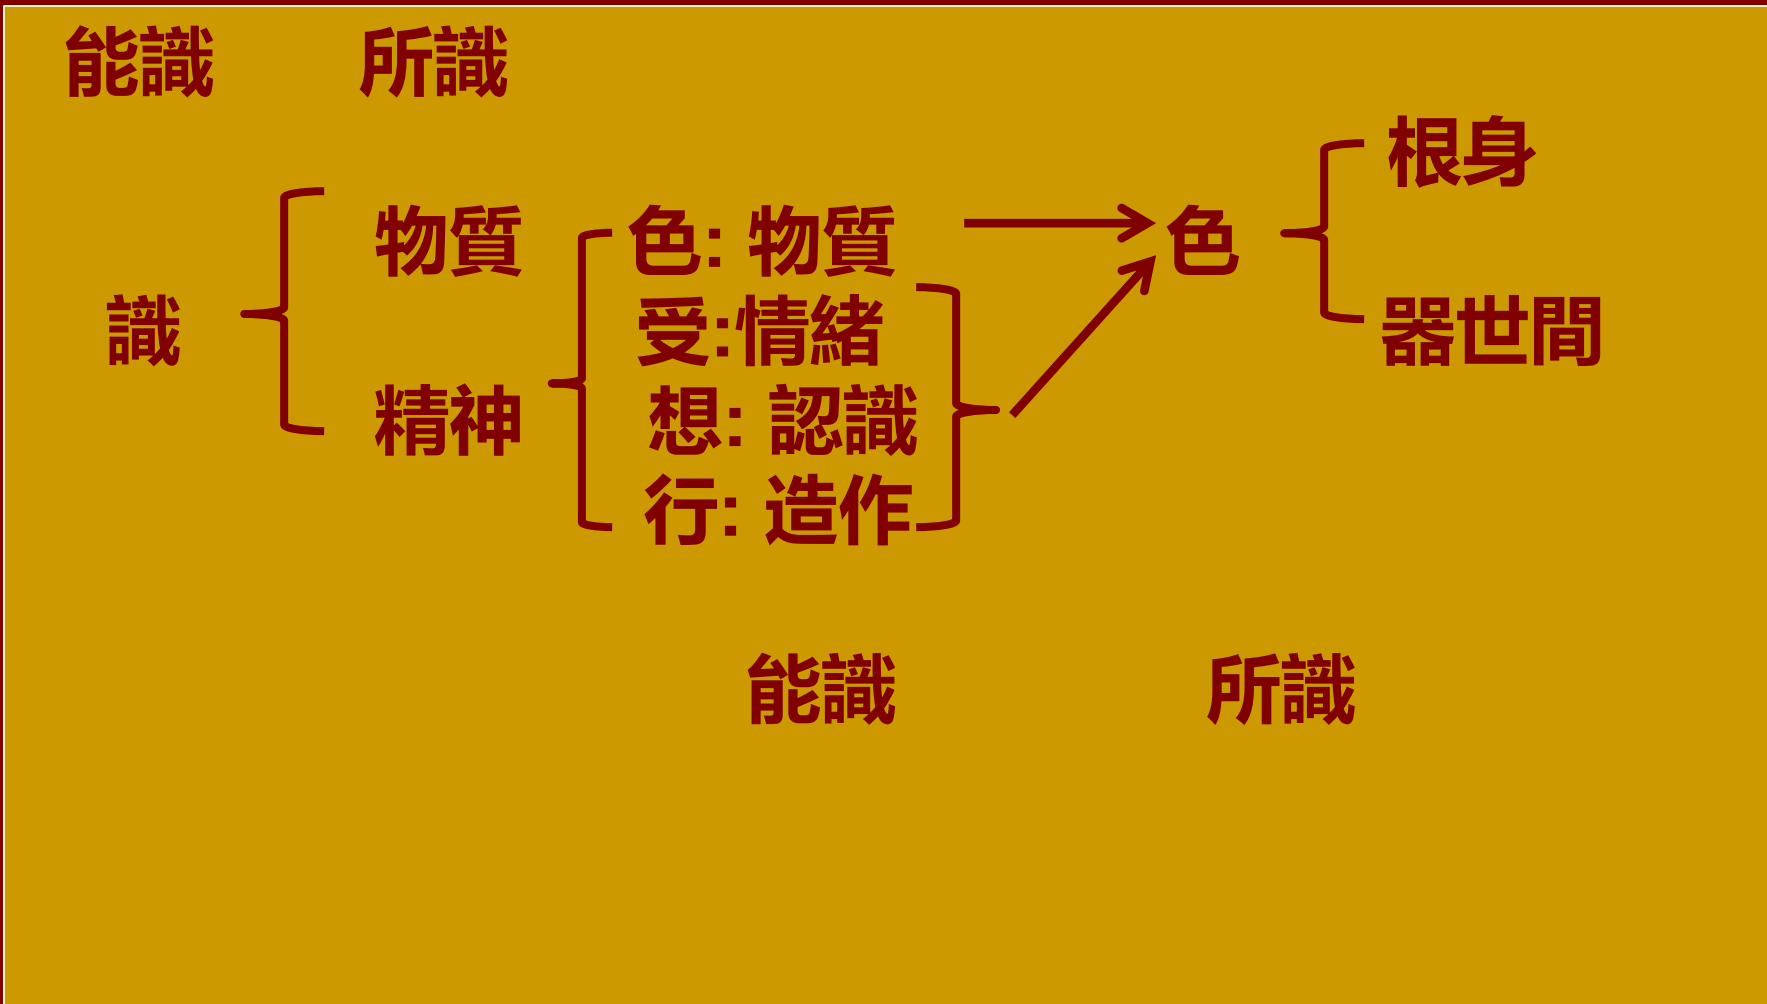 能識 所識
根身
物質 色: 物質 色
識 受:情緒 器世間
精神 想: 認識
行: 造作
能識 所識